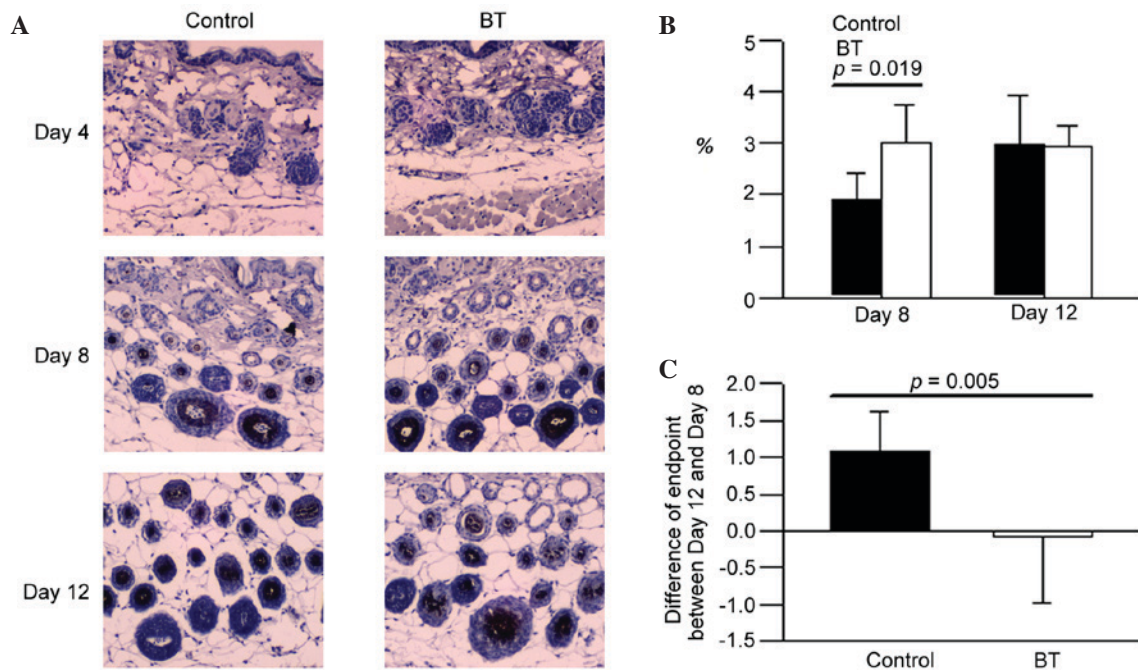 A
Control
BT
Day 4
Day 8
Day 12
B
Control
BT
p = 0.019
5
4
%
3
2
1
0
Day 8
Day 12
C
Difference of endpoint
between Day 12 and Day 8
p = 0.005
2.0
1.5
1.0
0.5
0.0
-0.5
-1.0
-1.5
Control
BT